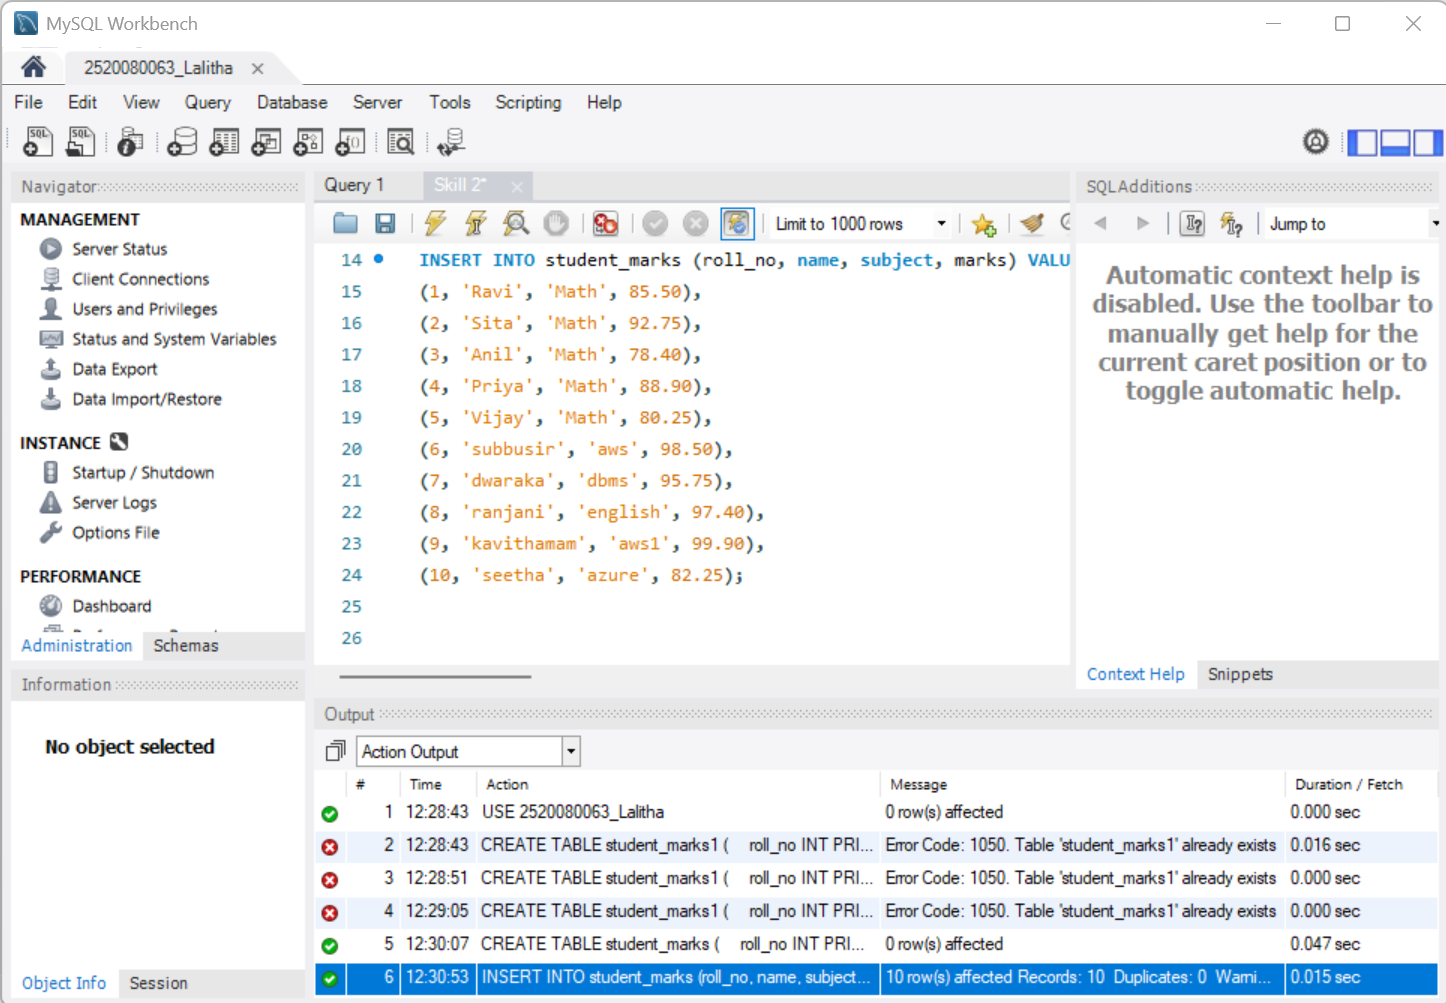 MySQL Workbench
2520080063_Lalitha
File Edit View Query Database Server Tools Scripting Help
Navigator
MANAGEMENT
Server Status
Client Connections
Users and Privileges
Status and System Variables
Data Export
Data Import/Restore
INSTANCE
Startup / Shutdown
Server Logs
Options File
PERFORMANCE
Dashboard
Administration Schemas
Information
No object selected
Object Info Session
Query 1 Skill 2*
Limit to 1000 rows
14 INSERT INTO student_marks (roll_no, name, subject, marks) VALU
15 (1, 'Ravi', 'Math', 85.50),
16 (2, 'Sita', 'Math', 92.75),
17 (3, 'Anil', 'Math', 78.40),
18 (4, 'Priya', 'Math', 88.90),
19 (5, 'Vijay', 'Math', 80.25),
20 (6, 'subbusir', 'aws', 98.50),
21 (7, 'dwaraka', 'dbms', 95.75),
22 (8, 'ranjani', 'english', 97.40),
23 (9, 'kavithamam', 'aws1', 99.90),
24 (10, 'seetha', 'azure', 82.25);
25
26
SQLAdditions
Jump to
Automatic context help is
disabled. Use the toolbar to
manually get help for the
current caret position or to
toggle automatic help.
Context Help Snippets
Output
Action Output
# Time Action Message Duration / Fetch
1 12:28:43 USE 2520080063_Lalitha 0 row(s) affected 0.000 sec
2 12:28:43 CREATE TABLE student_marks1 ( roll_no INT PRI... Error Code: 1050. Table 'student_marks1' already exists 0.016 sec
3 12:28:51 CREATE TABLE student_marks1 ( roll_no INT PRI... Error Code: 1050. Table 'student_marks1' already exists 0.000 sec
4 12:29:05 CREATE TABLE student_marks1 ( roll_no INT PRI... Error Code: 1050. Table 'student_marks1' already exists 0.000 sec
5 12:30:07 CREATE TABLE student_marks ( roll_no INT PRI... 0 row(s) affected 0.047 sec
6 12:30:53 INSERT INTO student_marks (roll_no, name, subject... 10 row(s) affected Records: 10 Duplicates: 0 Warni... 0.015 sec